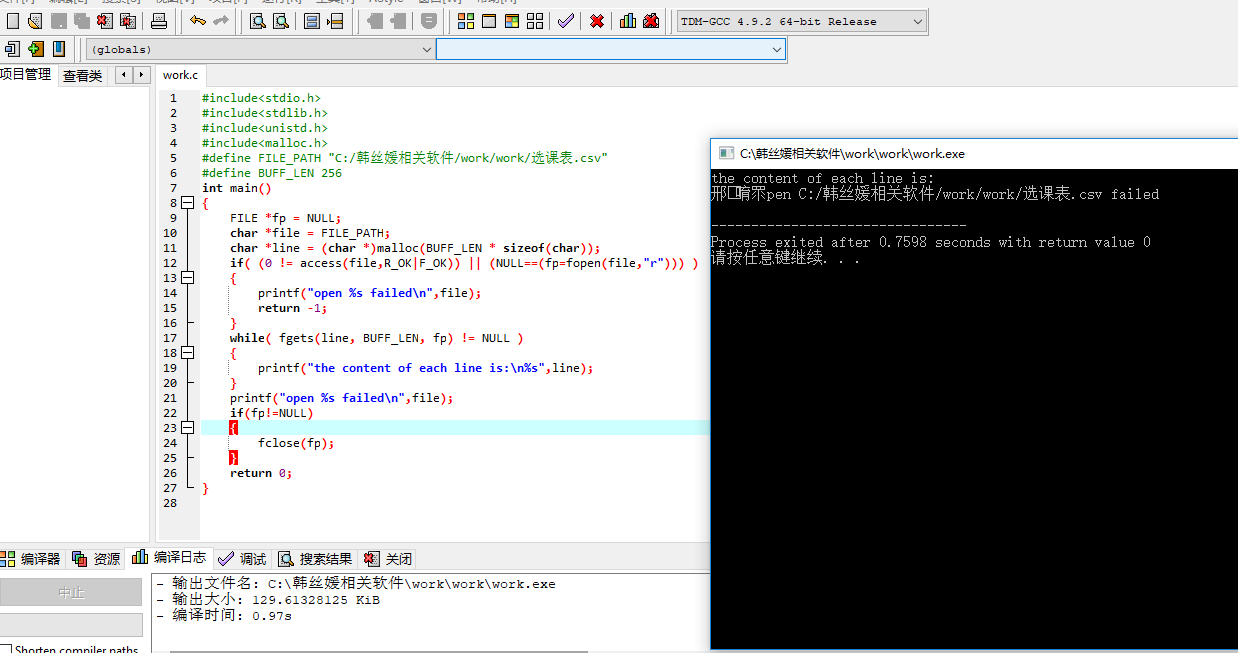 TDM-GCC 4.9.2 64-bit Release
(globals)
项目管理 查看类 work.c
1 #include<stdio.h>
2 #include<stdlib.h>
3 #include<unistd.h>
4 #include<malloc.h>
5 #define FILE_PATH "C:/韩丝媛相关软件/work/work/选课表.csv"
6 #define BUFF_LEN 256
7 int main()
8 {
9 FILE *fp = NULL;
10 char *file = FILE_PATH;
11 char *line = (char *)malloc(BUFF_LEN * sizeof(char));
12 if( (0 != access(file,R_OK|F_OK)) || (NULL==(fp=fopen(file,"r"))) )
13 {
14 printf("open %s failed\n",file);
15 return -1;
16 }
17 while( fgets(line, BUFF_LEN, fp) != NULL )
18 {
19 printf("the content of each line is:\n%s",line);
20 }
21 printf("open %s failed\n",file);
22 if(fp!=NULL)
23 {
24 fclose(fp);
25 }
26 return 0;
27 }
28
C:\韩丝媛相关软件\work\work\work.exe
the content of each line is:
pen C:/韩丝媛相关软件/work/work/选课表.csv failed
--------------------------------
Process exited after 0.7598 seconds with return value 0
请按任意键继续. . .
编译器 资源 编译日志 调试 搜索结果 关闭
中止
- 输出文件名: C:\韩丝媛相关软件\work\work\work.exe
- 输出大小: 129.61328125 KiB
- 编译时间: 0.97s
Shorten compiler paths